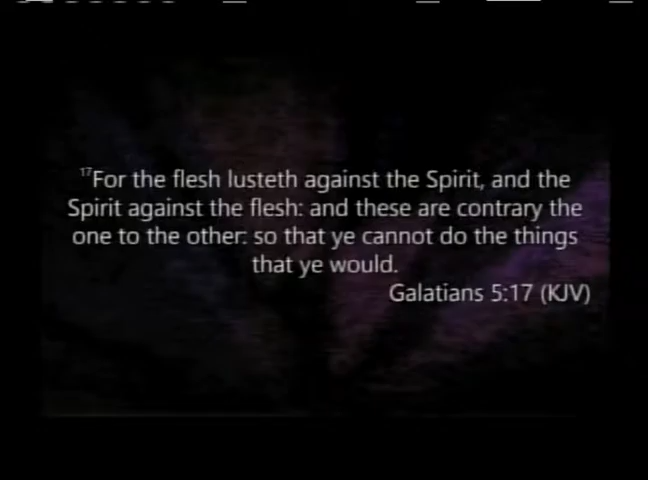 17For the flesh lusteth against the Spirit, and the
Spirit against the flesh: and these are contrary the
one to the other: so that ye cannot do the things
that ye would.
Galatians 5:17 (KJV)